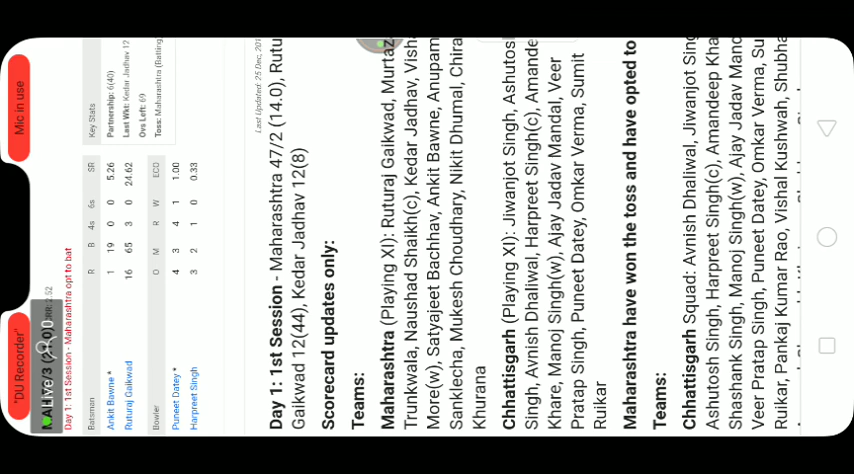 "DU Recorder"
Mic in use
Live
Day 1: 1st Session - Maharashtra opt to bat
Batsman R B 4s 6s SR
Ankit Bawne * 1 19 0 0 5.26
Ruturaj Gaikwad 16 65 3 0 24.62
Bowler O M R W ECO
Puneet Datey * 4 3 4 1 1.00
Harpreet Singh 3 2 1 0 0.33
Key Stats
Partnership: 6(40)
Last Wkt: Kedar Jadhav 12
Ovs Left: 69
Toss: Maharashtra (Batting
Last Updated: 25 Dec, 201
Day 1: 1st Session - Maharashtra 47/2 (14.0), Rutu
Gaikwad 12(44), Kedar Jadhav 12(8)
Scorecard updates only:
Teams:
Maharashtra (Playing XI): Ruturaj Gaikwad, Murtaz
Trunkwala, Naushad Shaikh(c), Kedar Jadhav, Vish
More(w), Satyajeet Bachhav, Ankit Bawne, Anupam
Sanklecha, Mukesh Choudhary, Nikit Dhumal, Chira
Khurana
Chhattisgarh (Playing XI): Jiwanjot Singh, Ashutos
Singh, Avnish Dhaliwal, Harpreet Singh(c), Amande
Khare, Manoj Singh(w), Ajay Jadav Mandal, Veer
Pratap Singh, Puneet Datey, Omkar Verma, Sumit
Ruikar
Maharashtra have won the toss and have opted to
Teams:
Chhattisgarh Squad: Avnish Dhaliwal, Jiwanjot Sing
Ashutosh Singh, Harpreet Singh(c), Amandeep Kha
Shashank Singh, Manoj Singh(w), Ajay Jadav Mand
Veer Pratap Singh, Puneet Datey, Omkar Verma, Su
Ruikar, Pankaj Kumar Rao, Vishal Kushwah, Shubha